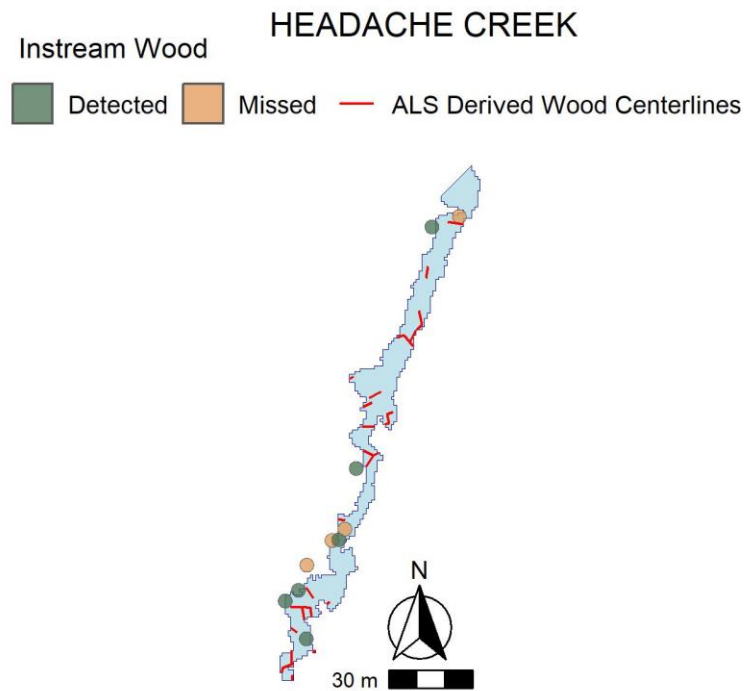 HEADACHE CREEK
Instream Wood
Detected Missed ALS Derived Wood Centerlines
N
30 m